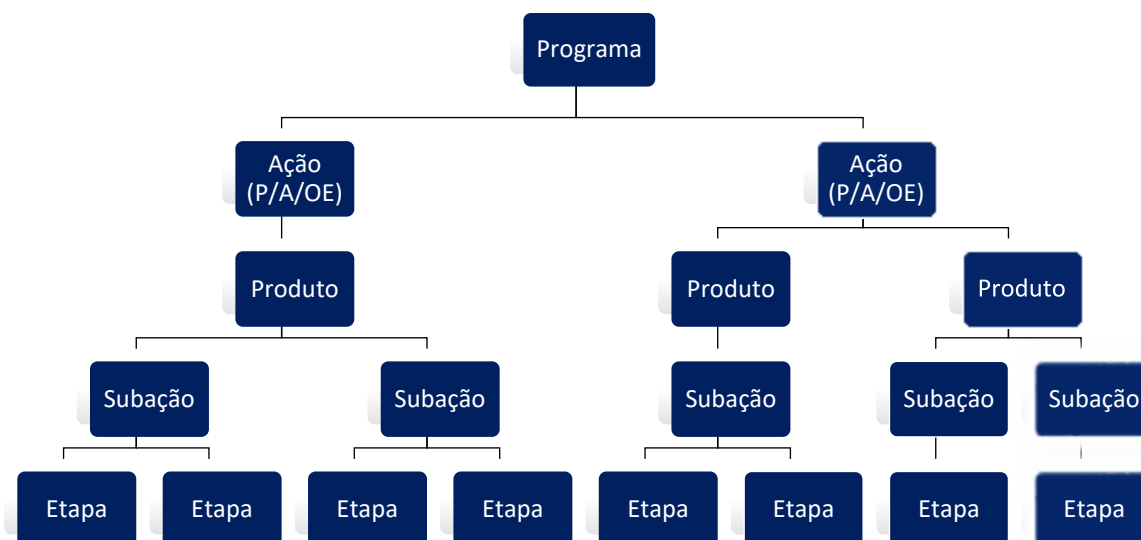 Programa
Ação
(P/A/OE)
Ação
(P/A/OE)
Produto
Produto
Produto
Subação
Subação
Subação
Subação
Subação
Etapa
Etapa
Etapa
Etapa
Etapa
Etapa
Etapa
Etapa